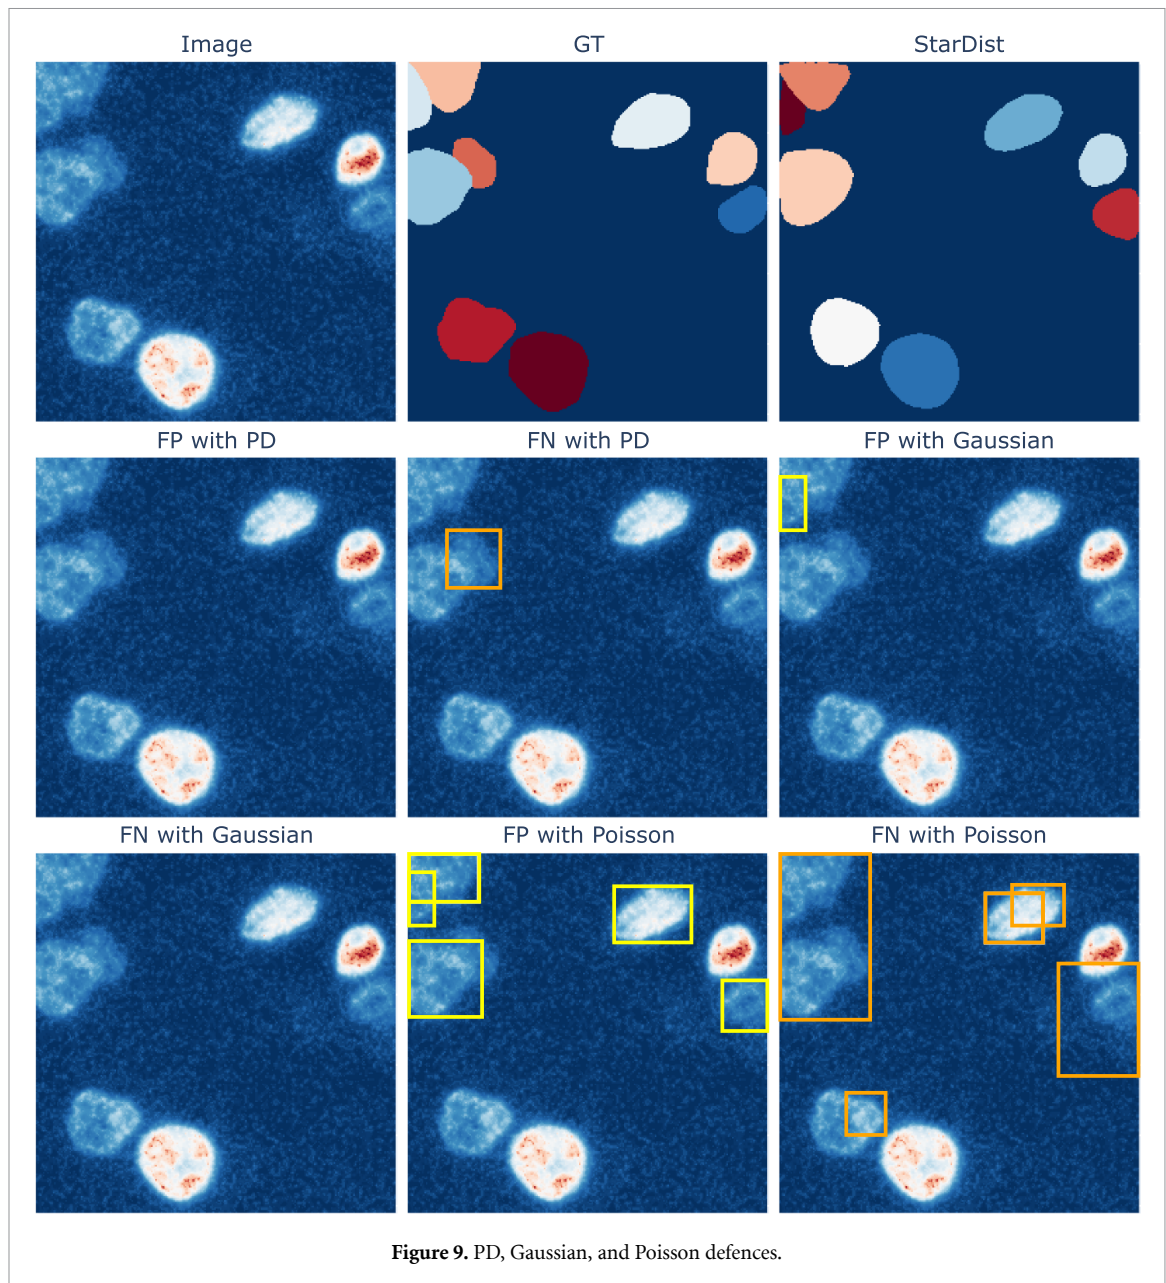 Image
GT
StarDist
FP with PD
FN with PD
FP with Gaussian
FN with Gaussian
FP with Poisson
FN with Poisson
Figure 9. PD, Gaussian, and Poisson defences.